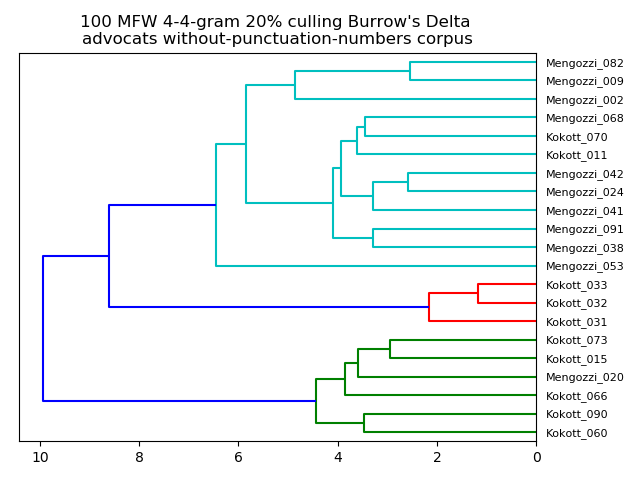 100 MFW 4-4-gram 20% culling Burrow's Delta
advocats without-punctuation-numbers corpus
Mengozzi_082
Mengozzi_009
Mengozzi_002
Mengozzi_068
Kokott_070
Kokott_011
Mengozzi_042
Mengozzi_024
Mengozzi_041
Mengozzi_091
Mengozzi_038
Mengozzi_053
Kokott_033
Kokott_032
Kokott_031
Kokott_073
Kokott_015
Mengozzi_020
Kokott_066
Kokott_090
Kokott_060
10 8 6 4 2 0